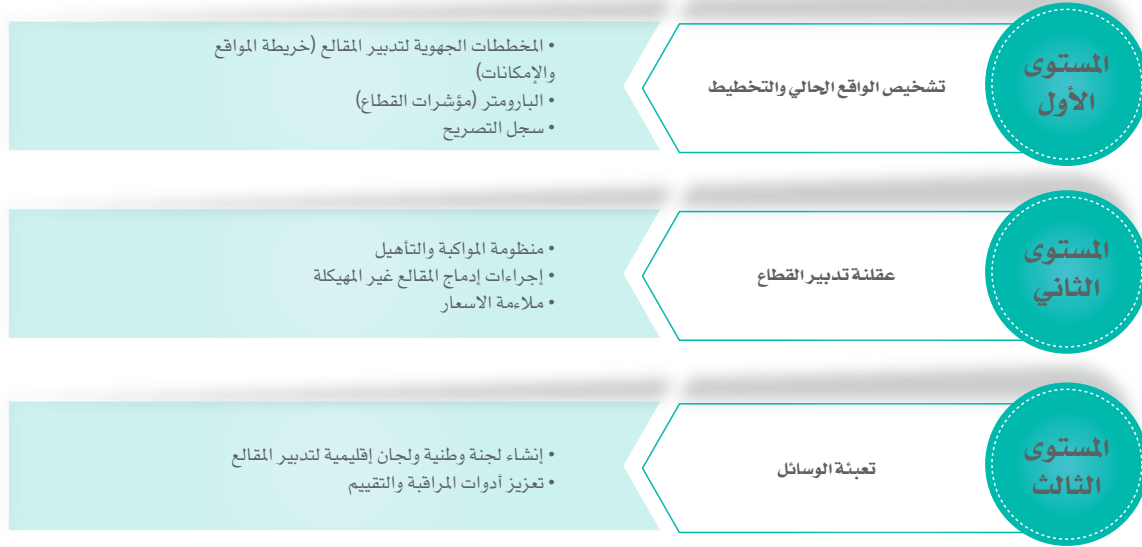 المستوى
الأول
تشخيص الواقع الحالي والتخطيط
• المخططات الجهوية لتدبير المقالع (خريطة المواقع
والإمكانات)
• البارومتر (مؤشرات القطاع)
• سجل التصريح
المستوى
الثاني
عقلنة تدبير القطاع
• منظومة المواكبة والتأهيل
• إجراءات إدماج المقالع غير المهيكلة
• ملاءمة الاسعار
المستوى
الثالث
تعبئة الوسائل
• إنشاء لجنة وطنية ولجان إقليمية لتدبير المقالع
• تعزيز أدوات المراقبة والتقييم